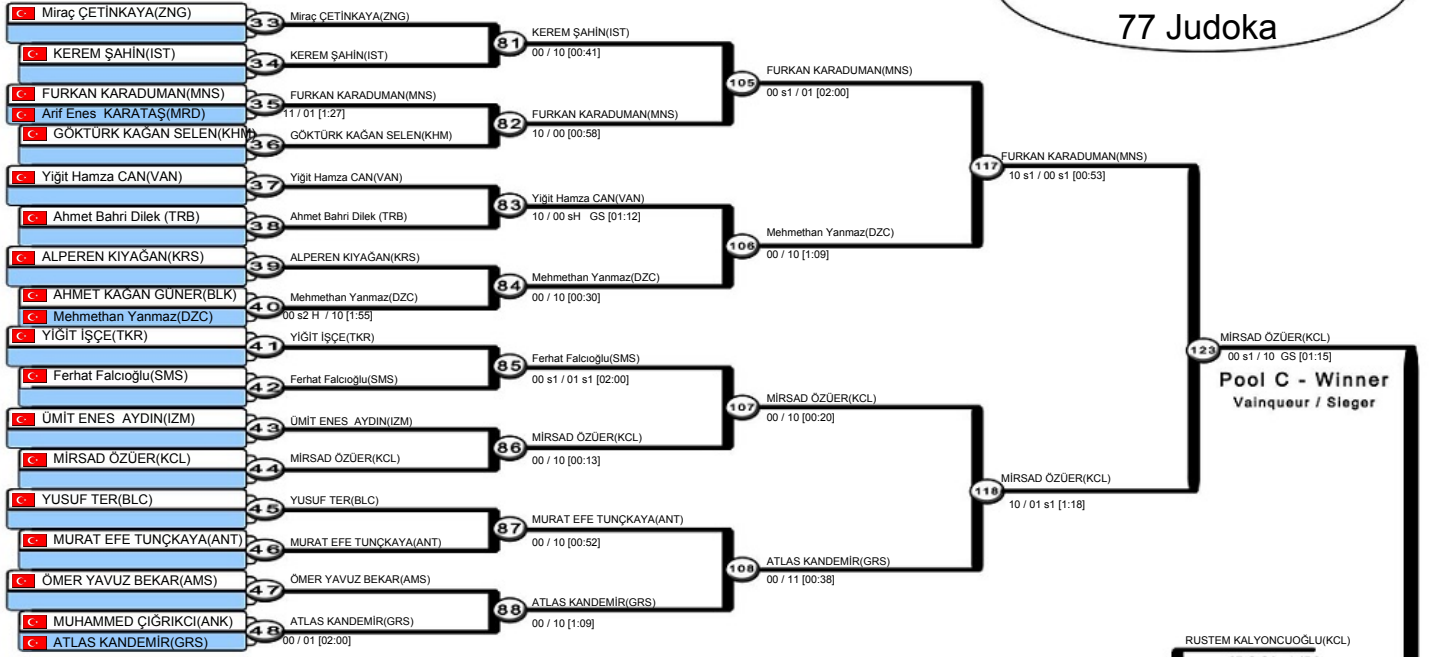 77 Judoka
Miraç ÇETİNKAYA(ZNG)
KEREM ŞAHİN(IST)
FURKAN KARADUMAN(MNS)
Arif Enes  KARATAŞ(MRD)
GÖKTÜRK KAĞAN SELEN(KHM)
Yiğit Hamza CAN(VAN)
Ahmet Bahri Dilek (TRB)
ALPEREN KIYAĞAN(KRS)
AHMET KAĞAN GÜNER(BLK)
Mehmethan Yanmaz(DZC)
YİĞİT İŞÇE(TKR)
Ferhat Falcıoğlu(SMS)
ÜMİT ENES  AYDIN(IZM)
MİRSAD ÖZÜER(KCL)
YUSUF TER(BLC)
MURAT EFE TUNÇKAYA(ANT)
ÖMER YAVUZ BEKAR(AMS)
MUHAMMED ÇIĞRIKCI(ANK)
ATLAS KANDEMİR(GRS)
33 Miraç ÇETİNKAYA(ZNG)
34 KEREM ŞAHİN(IST)
35 FURKAN KARADUMAN(MNS)
11 / 01 [1:27]
36 GÖKTÜRK KAĞAN SELEN(KHM)
37 Yiğit Hamza CAN(VAN)
38 Ahmet Bahri Dilek (TRB)
39 ALPEREN KIYAĞAN(KRS)
40 Mehmethan Yanmaz(DZC)
00 s2 H  / 10 [1:55]
41 YİĞİT İŞÇE(TKR)
42 Ferhat Falcıoğlu(SMS)
43 ÜMİT ENES  AYDIN(IZM)
44 MİRSAD ÖZÜER(KCL)
45 YUSUF TER(BLC)
46 MURAT EFE TUNÇKAYA(ANT)
47 ÖMER YAVUZ BEKAR(AMS)
48 ATLAS KANDEMİR(GRS)
00 / 01 [02:00]
81 KEREM ŞAHİN(IST)
00 / 10 [00:41]
82 FURKAN KARADUMAN(MNS)
10 / 00 [00:58]
83 Yiğit Hamza CAN(VAN)
10 / 00 sH   GS [01:12]
84 Mehmethan Yanmaz(DZC)
00 / 10 [00:30]
85 Ferhat Falcıoğlu(SMS)
00 s1 / 01 s1 [02:00]
86 MİRSAD ÖZÜER(KCL)
00 / 10 [00:13]
87 MURAT EFE TUNÇKAYA(ANT)
00 / 10 [00:52]
88 ATLAS KANDEMİR(GRS)
00 / 10 [1:09]
105 FURKAN KARADUMAN(MNS)
00 s1 / 01 [02:00]
106 Mehmethan Yanmaz(DZC)
00 / 10 [1:09]
107 MİRSAD ÖZÜER(KCL)
00 / 10 [00:20]
108 ATLAS KANDEMİR(GRS)
00 / 11 [00:38]
117 FURKAN KARADUMAN(MNS)
10 s1 / 00 s1 [00:53]
118 MİRSAD ÖZÜER(KCL)
10 / 01 s1 [1:18]
123 MİRSAD ÖZÜER(KCL)
00 s1 / 10  GS [01:15]
Pool C - Winner
Vainqueur / Sieger
RUSTEM KALYONCUOĞLU(KCL)